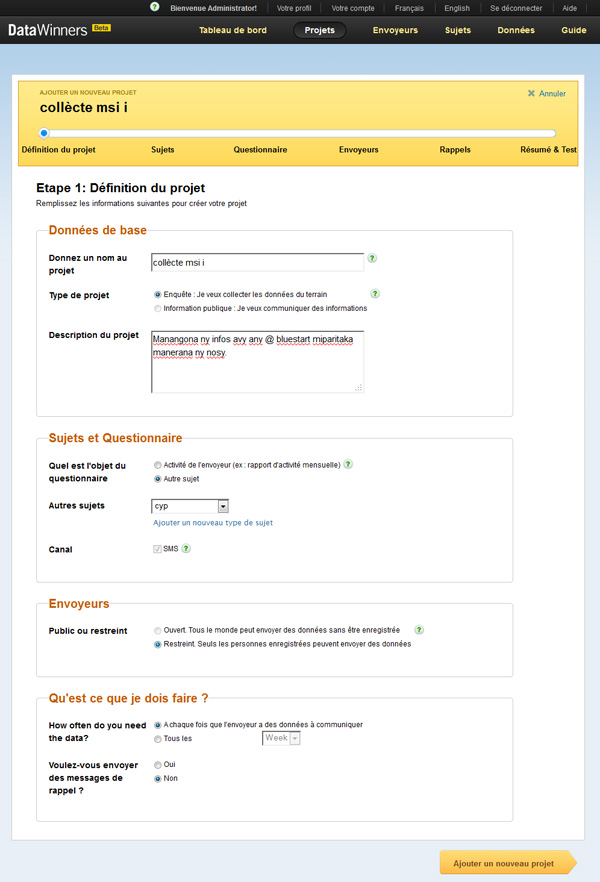 ? Bienvenue Administrator! Votre profil Votre compte Français English Se déconnecter Aide
DataWinners Beta Tableau de bord Projets Envoyeurs Sujets Données Guide
AJOUTER UN NOUVEAU PROJET
Annuler
collècte msi i
Définition du projet Sujets Questionnaire Envoyeurs Rappels Résumé & Test
Etape 1: Définition du projet
Remplissez les informations suivantes pour créer votre projet
Données de base
Donnez un nom au
projet
collècte msi i
?
Type de projet
Enquête : Je veux collecter les données du terrain
?
Information publique : Je veux communiquer des informations
Description du projet
Manangona ny infos avy any @ bluestart miparitaka
manerana ny nosy.
Sujets et Questionnaire
Quel est l'objet du
questionnaire
Activité de l'envoyeur (ex : rapport d'activité mensuelle) ?
Autre sujet
Autres sujets
cyp
Ajouter un nouveau type de sujet
Canal
SMS ?
Envoyeurs
Public ou restreint
Ouvert. Tous le monde peut envoyer des données sans être enregistrée ?
Restreint. Seuls les personnes enregistrées peuvent envoyer des données
Qu'est ce que je dois faire ?
How often do you need
the data?
A chaque fois que l'envoyeur a des données à communiquer
Tous les Week
Voulez-vous envoyer
des messages de
rappel ?
Oui
Non
Ajouter un nouveau projet